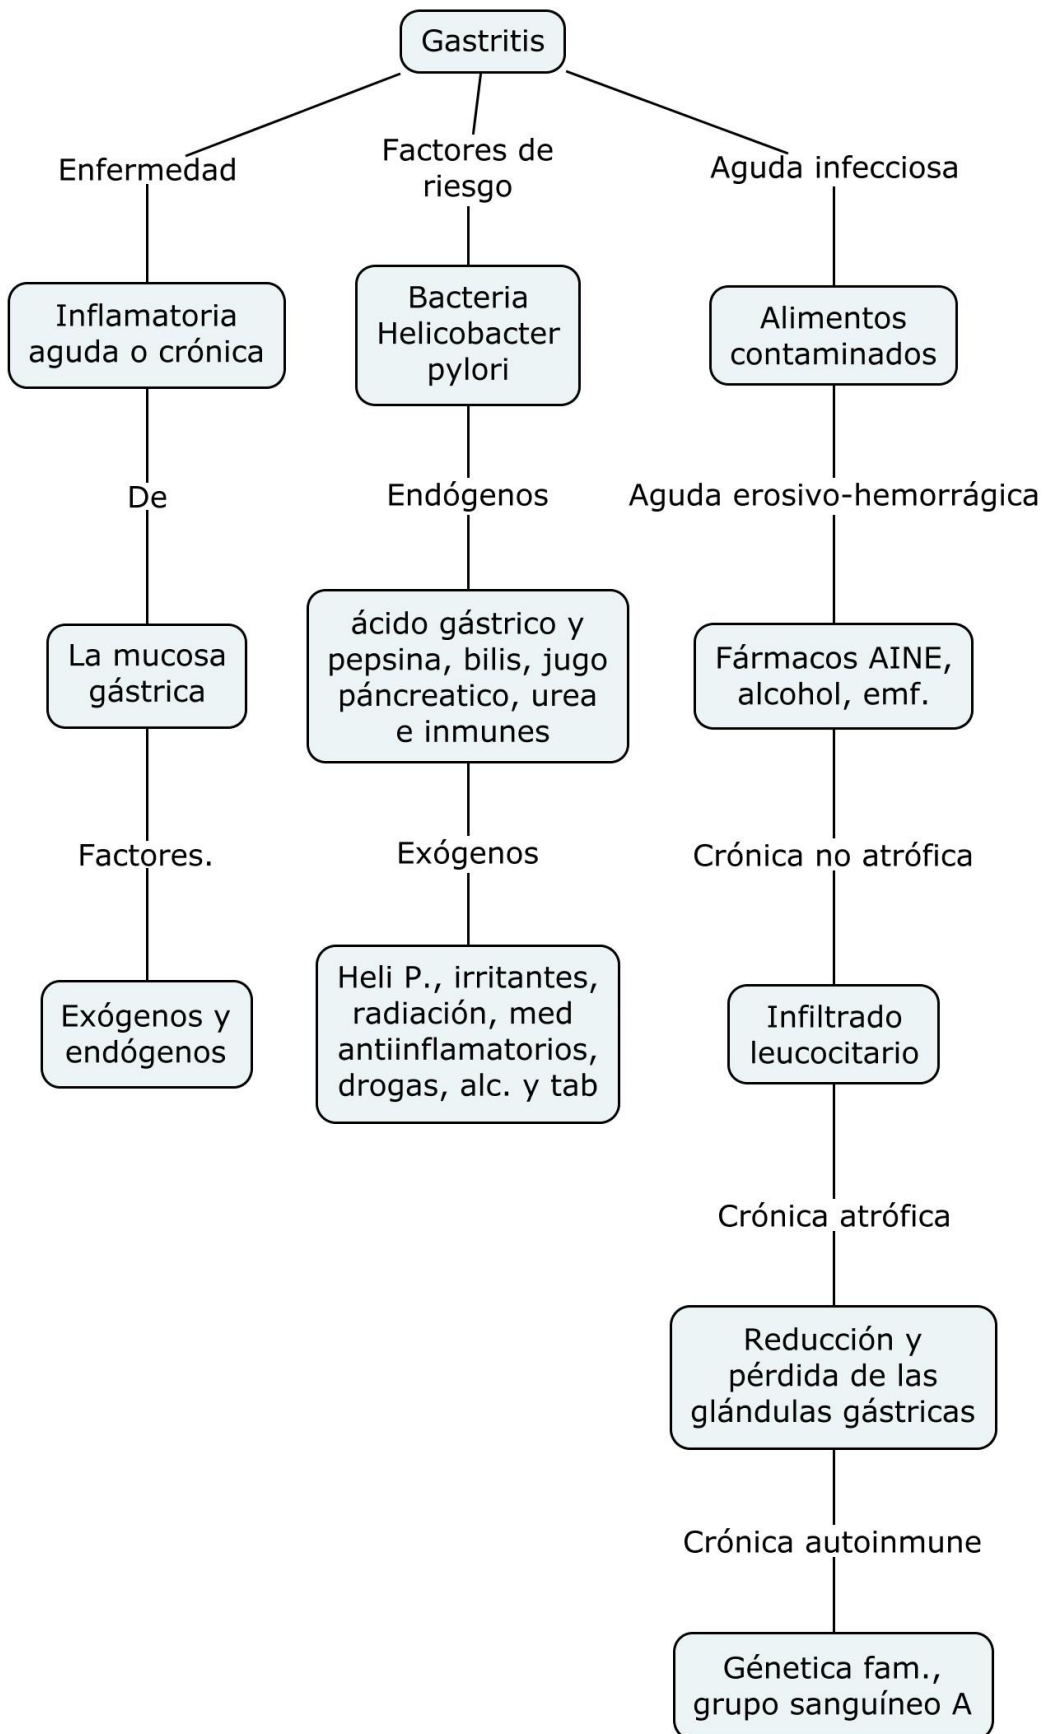 Gastritis
Enfermedad
Inflamatoria
aguda o crónica
De
La mucosa
gástrica
Factores.
Exógenos y
endógenos
Factores de
riesgo
Bacteria
Helicobacter
pylori
Endógenos
ácido gástrico y
pepsina, bilis, jugo
páncreatico, urea
e inmunes
Exógenos
Heli P., irritantes,
radiación, med
antiinflamatorios,
drogas, alc. y tab
Aguda infecciosa
Alimentos
contaminados
Aguda erosivo-hemorrágica
Fármacos AINE,
alcohol, emf.
Crónica no atrófica
Infiltrado
leucocitario
Crónica atrófica
Reducción y
pérdida de las
glándulas gástricas
Crónica autoinmune
Génetica fam.,
grupo sanguíneo A